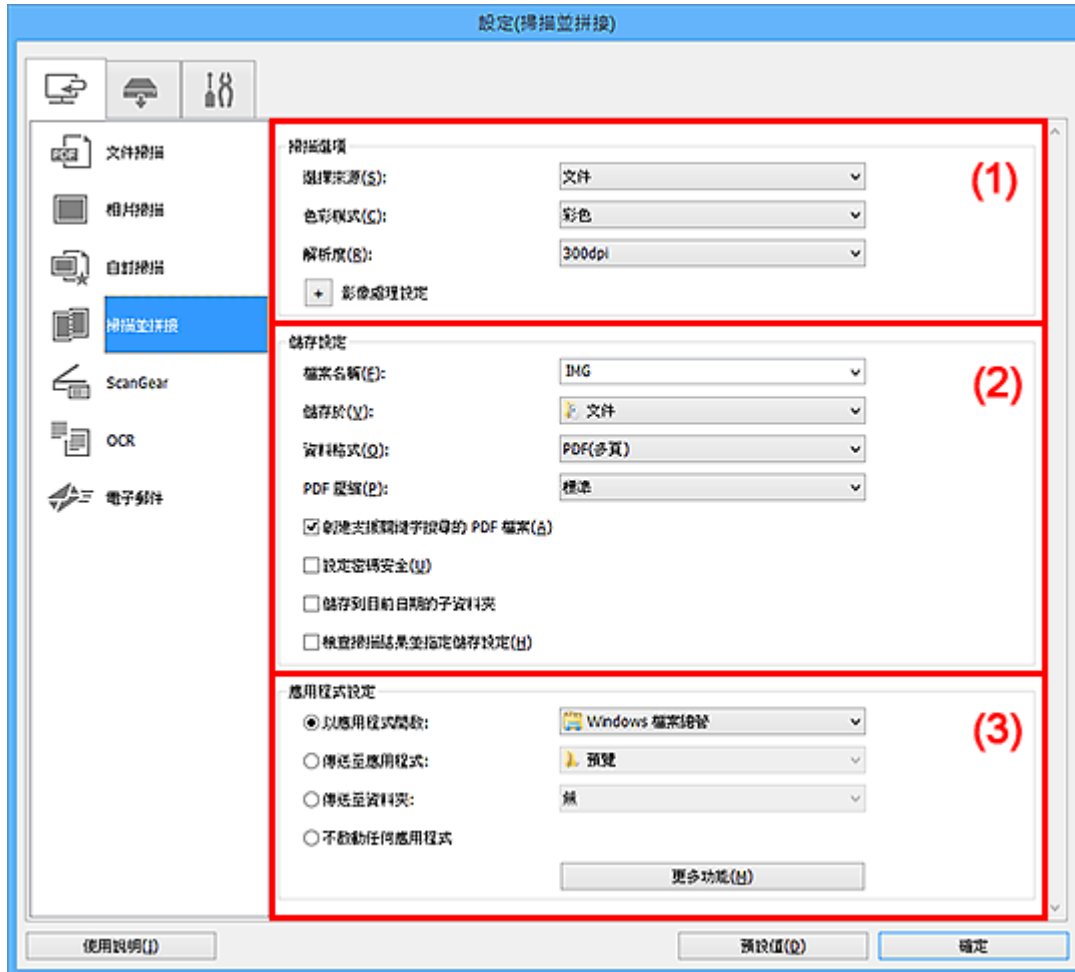 設定(掃描並拼接)
文件掃描
相片掃描
自訂掃描
掃描並拼接
ScanGear
OCR
電子郵件
掃描選項
(1)
選擇來源(S): 文件
色彩模式(C): 彩色
解析度(R): 300dpi
+ 影像處理設定
儲存設定
(2)
檔案名稱(F): IMG
儲存於(V): 文件
資料格式(O): PDF(多頁)
PDF 壓縮(P): 標準
創建支援關鍵字搜尋的 PDF 檔案(A)
設定密碼安全(U)
儲存到目前日期的子資料夾
檢查掃描結果並指定儲存設定(H)
應用程式設定
(3)
以應用程式開啟: Windows 檔案總管
傳送至應用程式: 預覽
傳送至資料夾: 無
不啟動任何應用程式
更多功能(M)
使用說明(I) 預設值(D) 確定